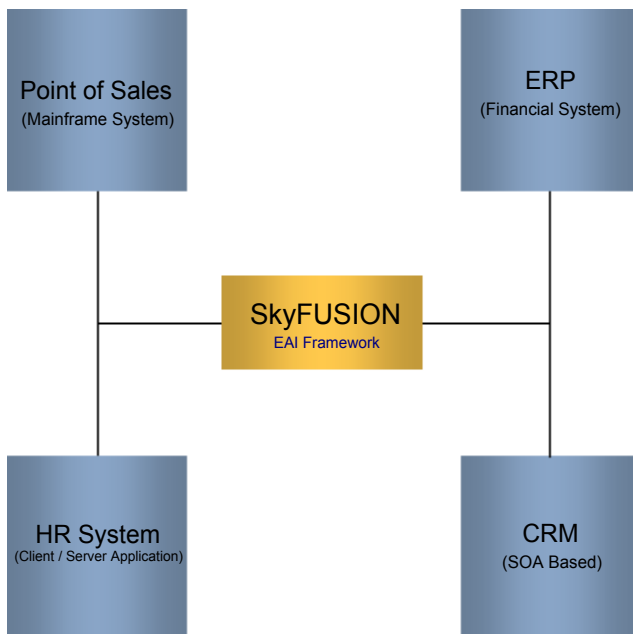 Point of Sales
(Mainframe System)
ERP
(Financial System)
SkyFUSION
EAI Framework
HR System
(Client / Server Application)
CRM
(SOA Based)